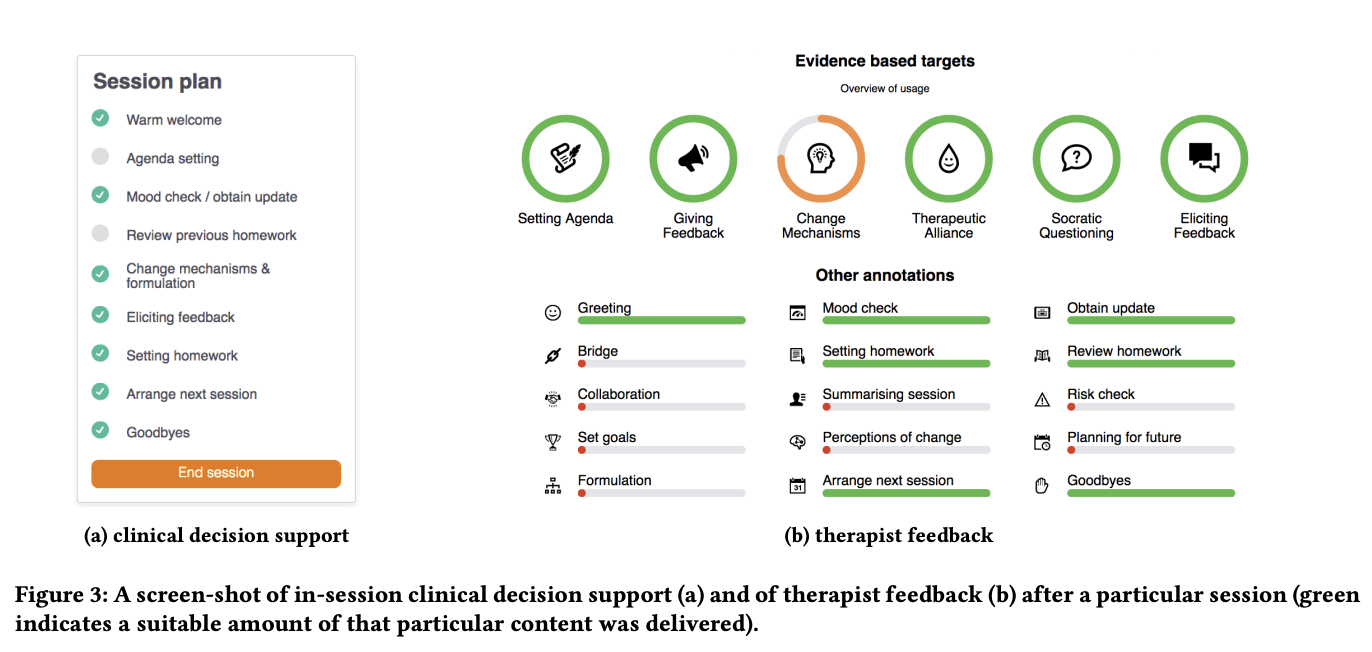 Session plan
Warm welcome
Agenda setting
Mood check / obtain update
Review previous homework
Change mechanisms &
formulation
Eliciting feedback
Setting homework
Arrange next session
Goodbyes
End session
(a) clinical decision support
Evidence based targets
Overview of usage
Setting Agenda
Giving
Feedback
Change
Mechanisms
Therapeutic
Alliance
?
Socratic
Questioning
Eliciting
Feedback
Other annotations
Greeting
Mood check
Obtain update
Bridge
Setting homework
Review homework
Collaboration
Summarising session
Risk check
Set goals
Perceptions of change
Planning for future
Formulation
31
Arrange next session
Goodbyes
(b) therapist feedback
Figure 3: A screen-shot of in-session clinical decision support (a) and of therapist feedback (b) after a particular session (green
indicates a suitable amount of that particular content was delivered).